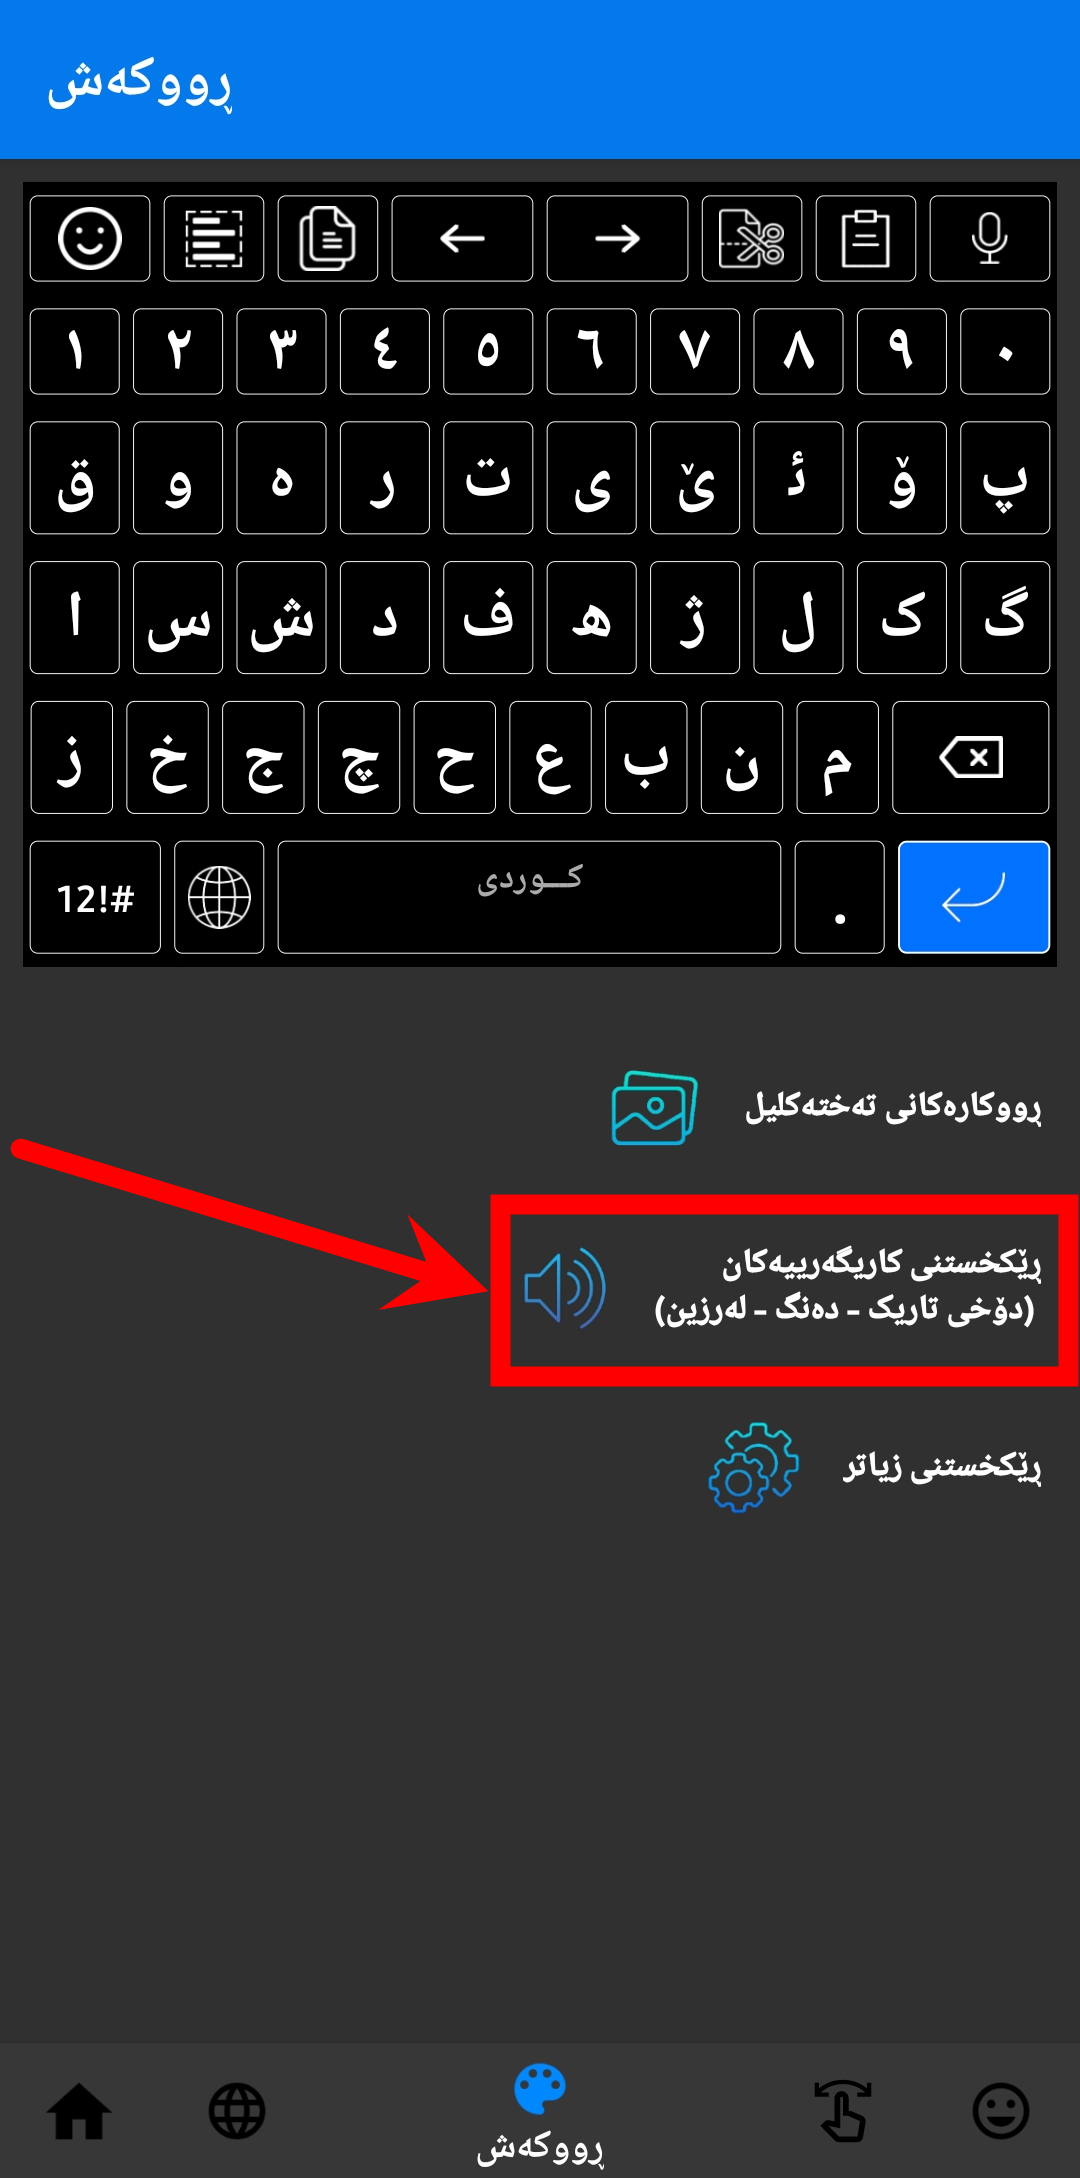 ڕووکەش
١ ٢ ٣ ٤ ٥ ٦ ٧ ٨ ٩ ٠
ق و ە ر ت ی ێ ئ ۆ پ
ا س ش د ف ھ ژ ل ک گ
ز خ ج چ ح ع ب ن م
12!# کــوردی .
ڕووکارەکانی تەختەکلیل
ڕێکخستنی کاریگەرییەکان
(دۆخی تاریک - دەنگ - لەرزین)
ڕێکخستنی زیاتر
ڕووکەش